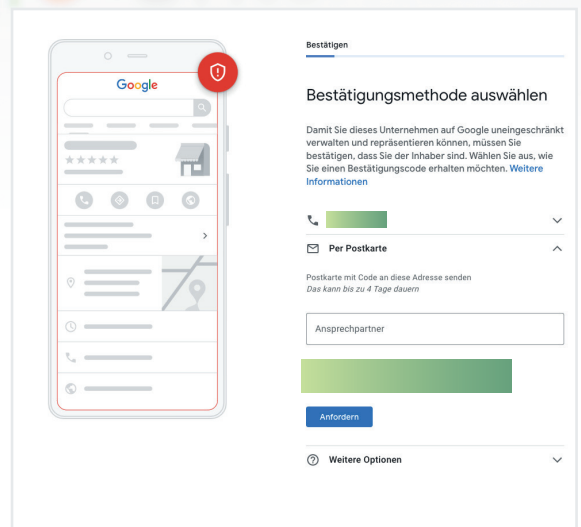 Google
Bestätigen
Bestätigungsmethode auswählen
Damit Sie dieses Unternehmen auf Google uneingeschränkt
verwalten und repräsentieren können, müssen Sie
bestätigen, dass Sie der Inhaber sind. Wählen Sie aus, wie
Sie einen Bestätigungscode erhalten möchten. Weitere
Informationen
Per Postkarte
Postkarte mit Code an diese Adresse senden
Das kann bis zu 4 Tage dauern
Ansprechpartner
Anfordern
Weitere Optionen